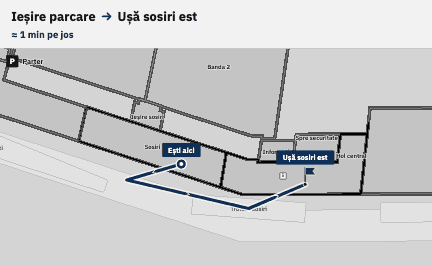 Ieșire parcare → Ușă sosiri est
≈ 1 min pe jos
Banda 2
P Parter
Ieșire sosiri
Spre securitate
Ești aici
Sosiri
Ușă sosiri est
Hol central